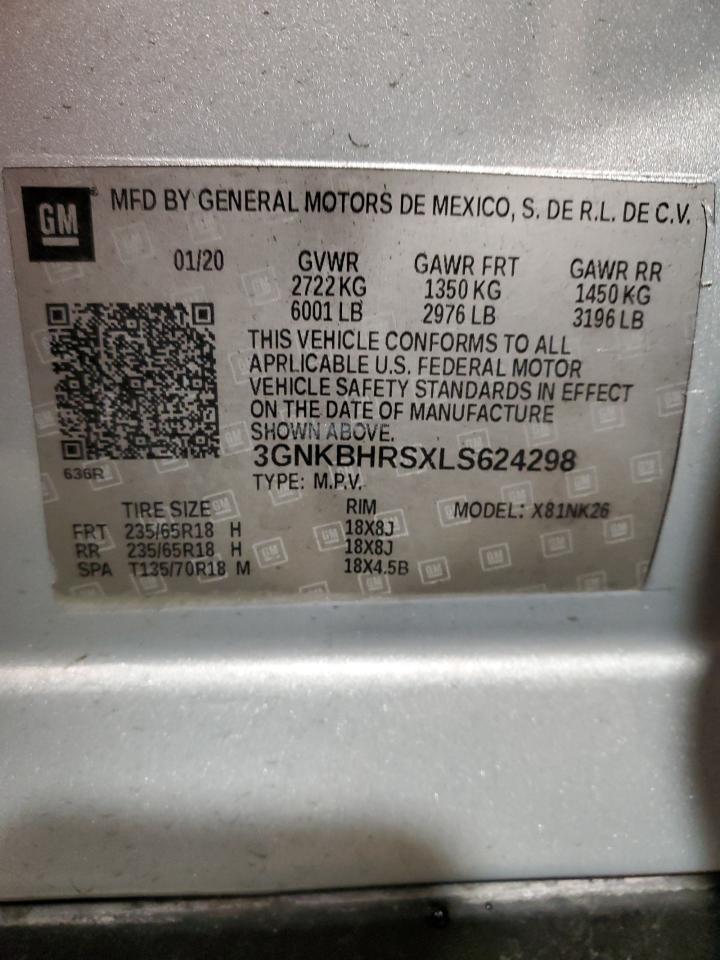 GM® MFD BY GENERAL MOTORS DE MEXICO, S. DE R.L. DE C.V.
01/20 GVWR GAWR FRT GAWR RR
2722 KG 1350 KG 1450 KG
6001 LB 2976 LB 3196 LB
THIS VEHICLE CONFORMS TO ALL
APRLICABLE U.S. FEDERAL MOTOR
VEHICLE SAFETY STANDARDS IN EFFECT
ON THE DATE OF MANUFACTURE
SHOWN ABOVE.
3GNKBHRSXLS624298
636R
TYPE: M.P.V.
TIRE SIZE RIM MODEL: X81NK26
FRT 235/65R18 H 18X8J
RR 235/65R18 H 18X8J
SPA T135/70R18 M 18X4.5B